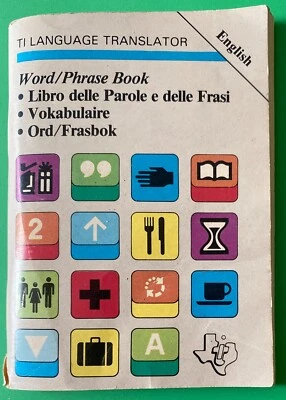 TI LANGUAGE TRANSLATOR
English
Word/Phrase Book
• Libro delle Parole e delle Frasi
• Vokabulaire
• Ord/Frasbok
2
A